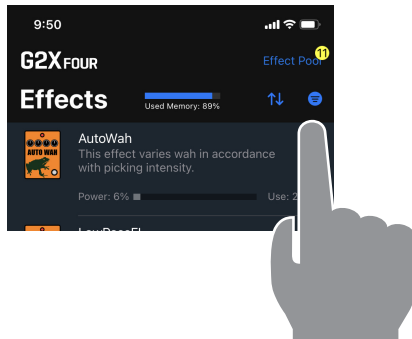 9:50
11
G2X FOUR
Effect Pool
Effects
Used Memory: 89%
AUTO WAH
AutoWah
This effect varies wah in accordance
with picking intensity.
Power: 6%
Use: 2